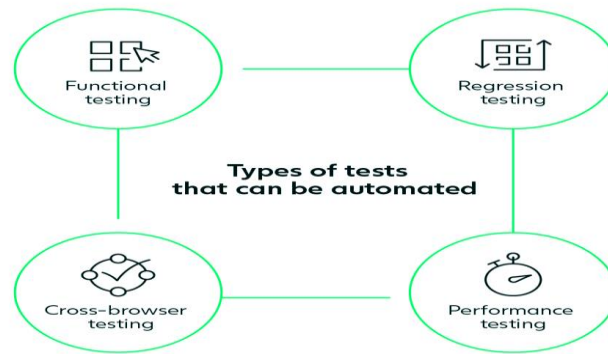 Functional
testing
Regression
testing
Types of tests
that can be automated
Cross-browser
testing
Performance
testing